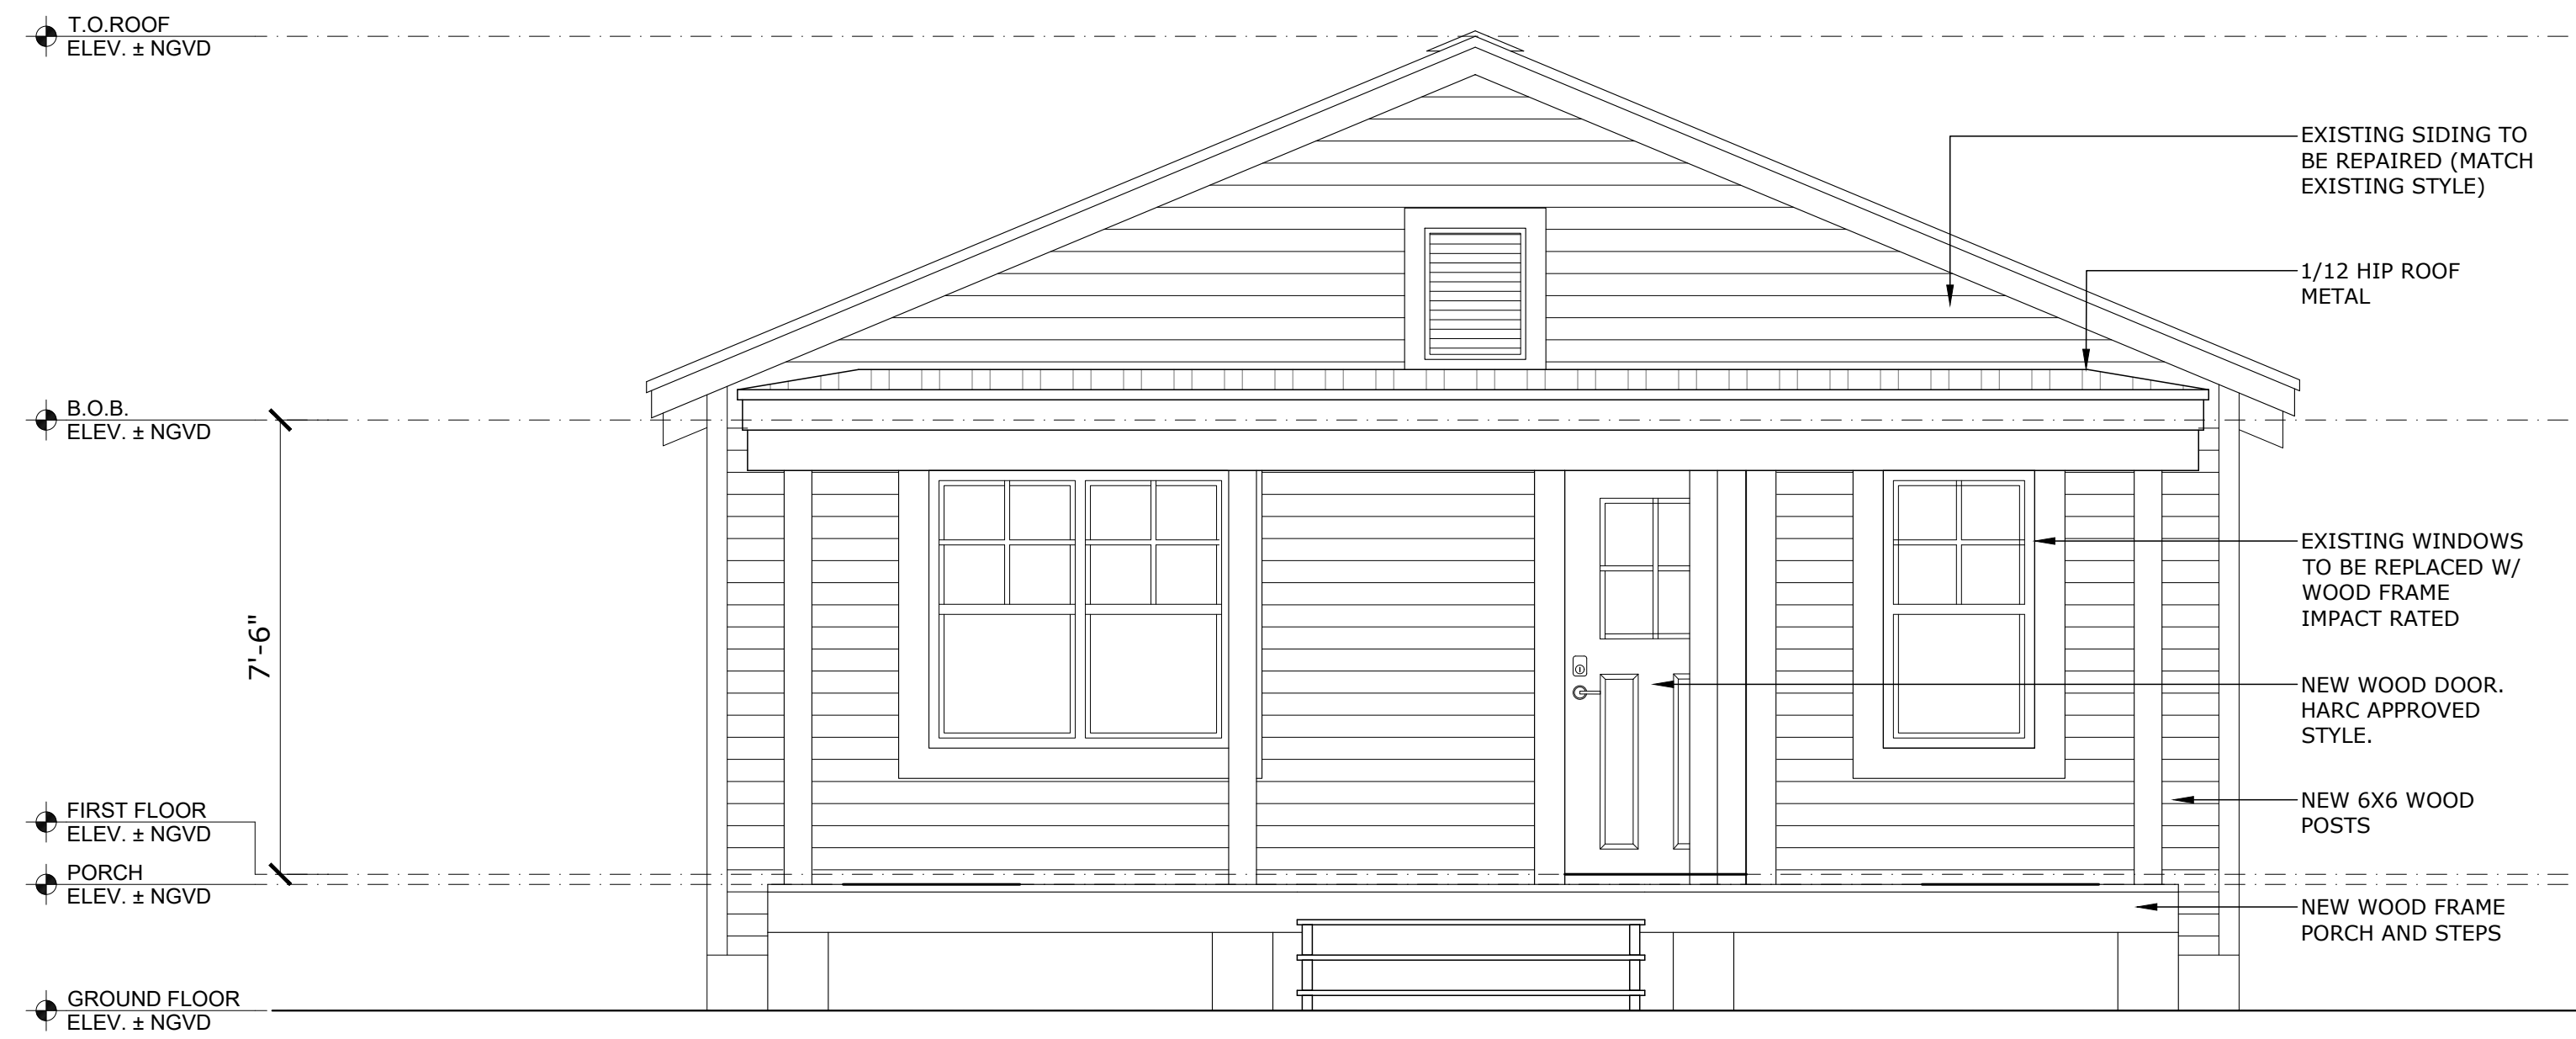 T.O.ROOF
ELEV. ± NGVD
EXISTING SIDING TO
BE REPAIRED (MATCH
EXISTING STYLE)
1/12 HIP ROOF
METAL
B.O.B.
ELEV. ± NGVD
EXISTING WINDOWS
TO BE REPLACED W/
WOOD FRAME
IMPACT RATED
7'-6"
NEW WOOD DOOR.
HARC APPROVED
STYLE.
NEW 6X6 WOOD
POSTS
FIRST FLOOR
ELEV. ± NGVD
PORCH
ELEV. ± NGVD
NEW WOOD FRAME
PORCH AND STEPS
GROUND FLOOR
ELEV. ± NGVD